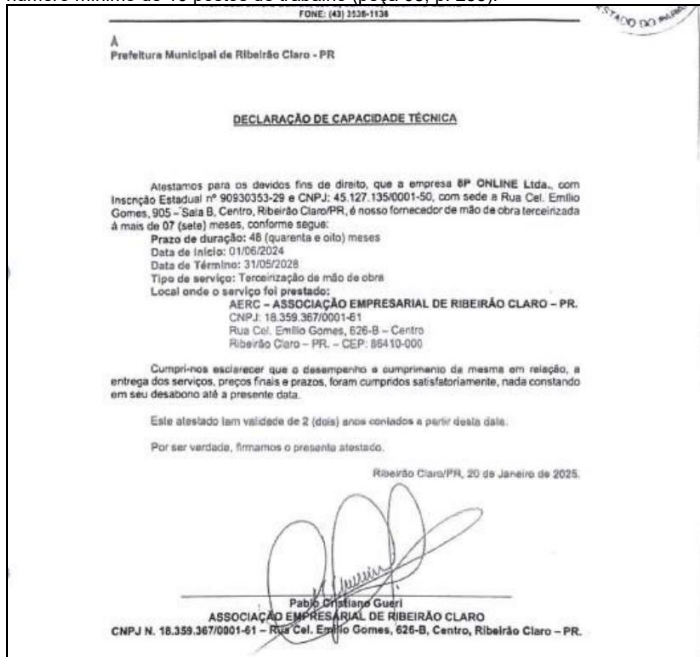 número mínimo de 10 postos de trabalho (peça
FONE: (43) 3536-1136
ESTADO DO PARANÁ
À
Prefeitura Municipal de Ribeirão Claro - PR
DECLARAÇÃO DE CAPACIDADE TÉCNICA
Atestamos para os devidos fins de direito, que a empresa 8P ONLINE Ltda., com
Inscrição Estadual nº 90930353-29 e CNPJ: 45.127.135/0001-50, com sede a Rua Cel. Emílio
Gomes, 905 – Sala B, Centro, Ribeirão Claro/PR, é nosso fornecedor de mão de obra terceirizada
à mais de 07 (sete) meses, conforme segue:
Prazo de duração: 48 (quarenta e oito) meses
Data de Início: 01/06/2024
Data de Término: 31/05/2028
Tipo de serviço: Terceirização de mão de obra
Local onde o serviço foi prestado:
AERC – ASSOCIAÇÃO EMPRESARIAL DE RIBEIRÃO CLARO – PR.
CNPJ: 18.359.367/0001-61
Rua Cel. Emílio Gomes, 626-B – Centro
Ribeirão Claro – PR. – CEP: 86410-000
Cumpri-nos esclarecer que o desempenho e cumprimento da mesma em relação, a
entrega dos serviços, preços finais e prazos, foram cumpridos satisfatoriamente, nada constando
em seu desabono até a presente data.
Este atestado tem validade de 2 (dois) anos contados a partir desta data.
Por ser verdade, firmamos o presente atestado.
Ribeirão Claro/PR, 20 de Janeiro de 2025.
Pablo Cristiano Gueri
ASSOCIAÇÃO EMPRESARIAL DE RIBEIRÃO CLARO
CNPJ N. 18.359.367/0001-61 – Rua Cel. Emílio Gomes, 626-B, Centro, Ribeirão Claro – PR.